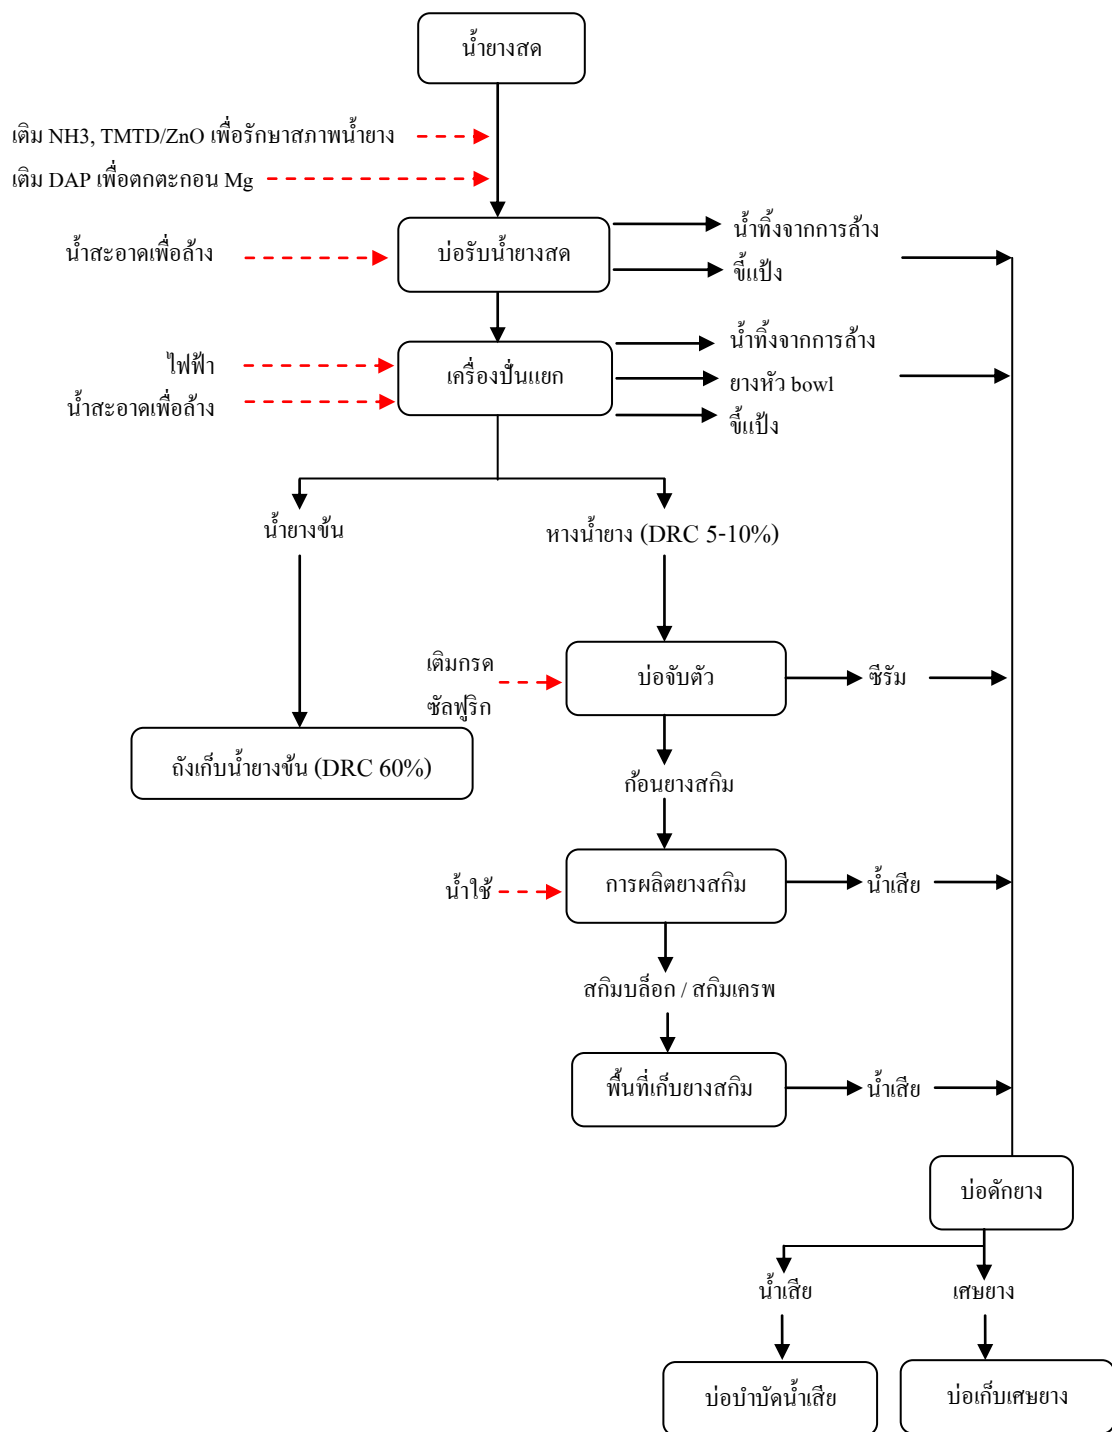 น้ำยางสด
เติม NH3, TMTD/ZnO เพื่อรักษาสภาพน้ำยาง
เติม DAP เพื่อตกตะกอน Mg
น้ำสะอาดเพื่อล้าง
บ่อรับน้ำยางสด
น้ำทิ้งจากการล้าง
ขี้แป้ง
ไฟฟ้า
น้ำสะอาดเพื่อล้าง
เครื่องปั่นแยก
น้ำทิ้งจากการล้าง
ยางหัว bowl
ขี้แป้ง
น้ำยางข้น
หางน้ำยาง (DRC 5-10%)
เติมกรด
ซัลฟูริก
บ่อจับตัว
ซีรัม
ถังเก็บน้ำยางข้น (DRC 60%)
ก้อนยางสกิม
น้ำใช้
การผลิตยางสกิม
น้ำเสีย
สกิมบล็อก / สกิมเครพ
พื้นที่เก็บยางสกิม
น้ำเสีย
บ่อดักยาง
น้ำเสีย
เศษยาง
บ่อบำบัดน้ำเสีย
บ่อเก็บเศษยาง